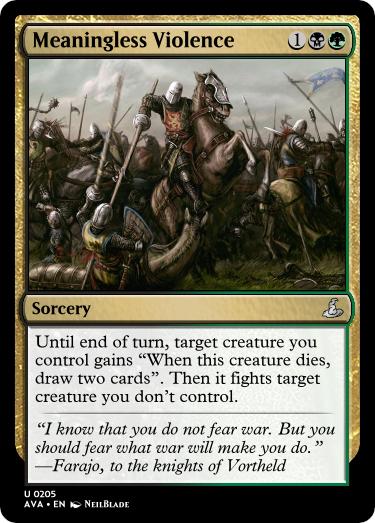 Meaningless Violence 1
Sorcery
Until end of turn, target creature you
control gains “When this creature dies,
draw two cards”. Then it fights target
creature you don’t control.
“I know that you do not fear war. But you
should fear what war will make you do.”
—Farajo, to the knights of Vortheld
U 0205
AVA • EN NeilBlade